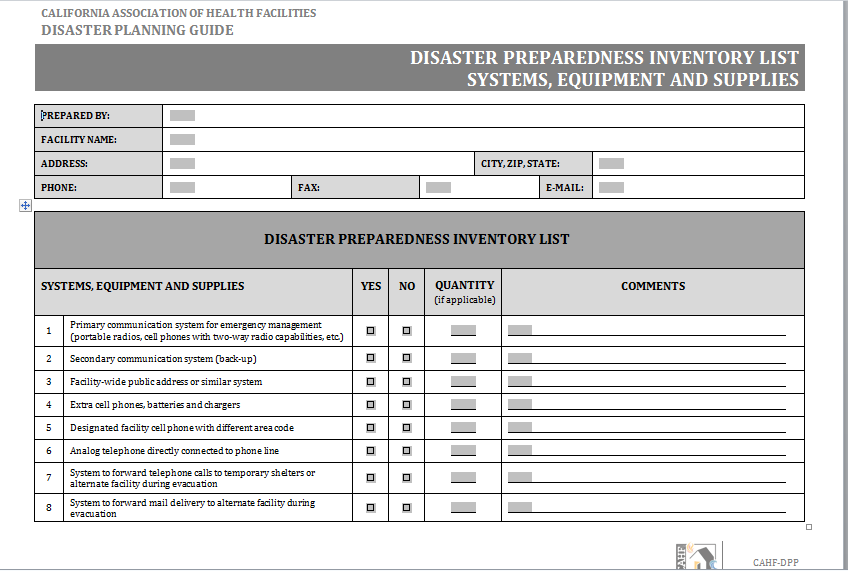 CALIFORNIA ASSOCIATION OF HEALTH FACILITIES
DISASTER PLANNING GUIDE
DISASTER PREPAREDNESS INVENTORY LIST
SYSTEMS, EQUIPMENT AND SUPPLIES
PREPARED BY:
FACILITY NAME:
ADDRESS: CITY, ZIP, STATE:
PHONE: FAX: E-MAIL:
DISASTER PREPAREDNESS INVENTORY LIST
SYSTEMS, EQUIPMENT AND SUPPLIES YES NO QUANTITY COMMENTS
(if applicable)
1 Primary communication system for emergency management
(portable radios, cell phones with two-way radio capabilities, etc.)
2 Secondary communication system (back-up)
3 Facility-wide public address or similar system
4 Extra cell phones, batteries and chargers
5 Designated facility cell phone with different area code
6 Analog telephone directly connected to phone line
7 System to forward telephone calls to temporary shelters or
alternate facility during evacuation
8 System to forward mail delivery to alternate facility during
evacuation
CAHF
CAHF-DPP